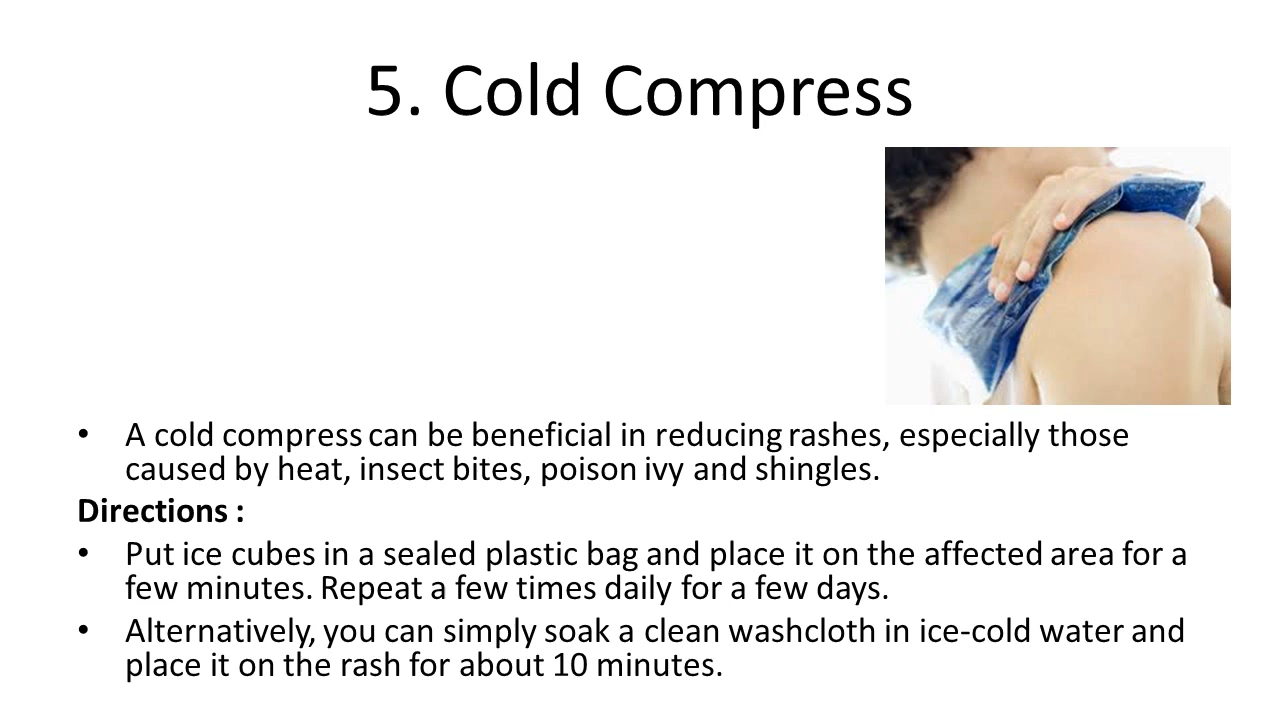 5. Cold Compress
• A cold compress can be beneficial in reducing rashes, especially those
caused by heat, insect bites, poison ivy and shingles.
Directions :
• Put ice cubes in a sealed plastic bag and place it on the affected area for a
few minutes. Repeat a few times daily for a few days.
• Alternatively, you can simply soak a clean washcloth in ice-cold water and
place it on the rash for about 10 minutes.